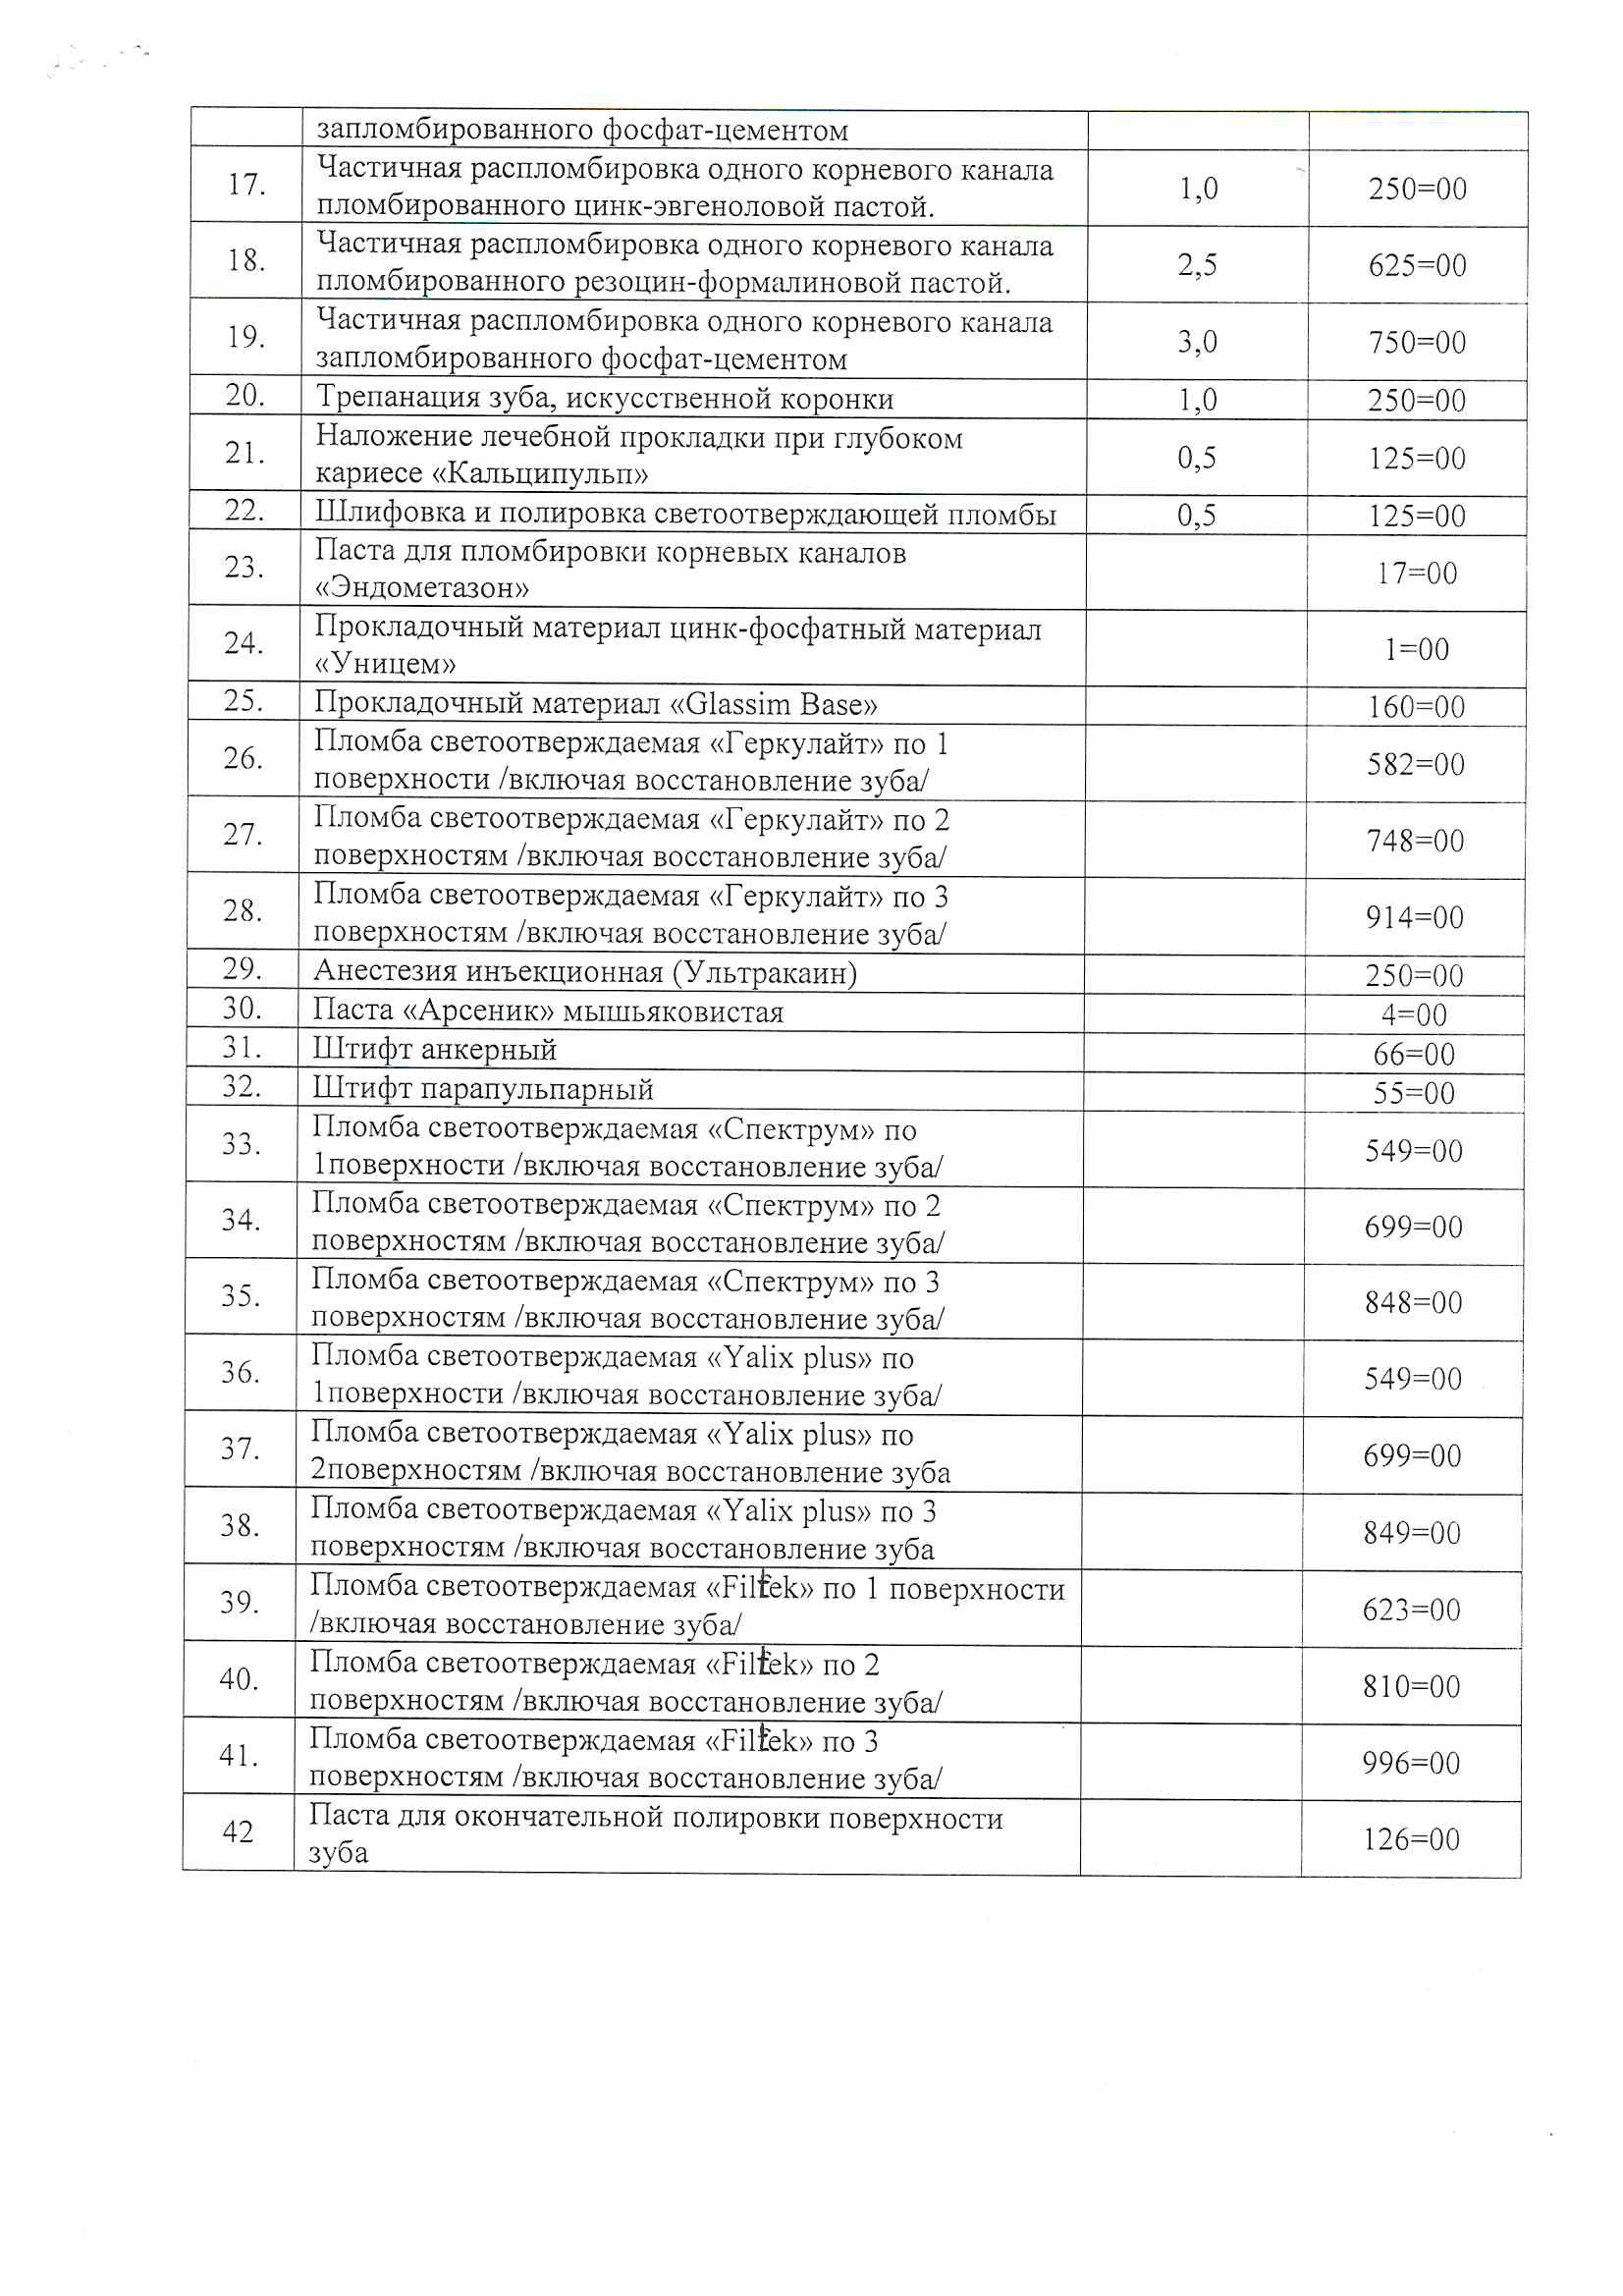 запломбированного фосфат-цементом
17. Частичная распломбировка одного корневого канала 1,0 250=00
пломбированного цинк-эвгеноловой пастой.
18. Частичная распломбировка одного корневого канала 2,5 625=00
пломбированного резоцин-формалиновой пастой.
19. Частичная распломбировка одного корневого канала 3,0 750=00
запломбированного фосфат-цементом
20. Трепанация зуба, искусственной коронки 1,0 250=00
21. Наложение лечебной прокладки при глубоком 0,5 125=00
кариесе «Кальципульп»
22. Шлифовка и полировка светоотверждающей пломбы 0,5 125=00
23. Паста для пломбировки корневых каналов 17=00
«Эндометазон»
24. Прокладочный материал цинк-фосфатный материал 1=00
«Уницем»
25. Прокладочный материал «Glassim Base» 160=00
26. Пломба светоотверждаемая «Геркулайт» по 1 582=00
поверхности /включая восстановление зуба/
27. Пломба светоотверждаемая «Геркулайт» по 2 748=00
поверхностям /включая восстановление зуба/
28. Пломба светоотверждаемая «Геркулайт» по 3 914=00
поверхностям /включая восстановление зуба/
29. Анестезия инъекционная (Ультракаин) 250=00
30. Паста «Арсеник» мышьяковистая 4=00
31. Штифт анкерный 66=00
32. Штифт парапульпарный 55=00
33. Пломба светоотверждаемая «Спектрум» по 549=00
1поверхности /включая восстановление зуба/
34. Пломба светоотверждаемая «Спектрум» по 2 699=00
поверхностям /включая восстановление зуба/
35. Пломба светоотверждаемая «Спектрум» по 3 848=00
поверхностям /включая восстановление зуба/
36. Пломба светоотверждаемая «Yalix plus» по 549=00
1поверхности /включая восстановление зуба/
37. Пломба светоотверждаемая «Yalix plus» по 699=00
2поверхностям /включая восстановление зуба
38. Пломба светоотверждаемая «Yalix plus» по 3 849=00
поверхностям /включая восстановление зуба
39. Пломба светоотверждаемая «Filtek» по 1 поверхности 623=00
/включая восстановление зуба/
40. Пломба светоотверждаемая «Filtek» по 2 810=00
поверхностям /включая восстановление зуба/
41. Пломба светоотверждаемая «Filtek» по 3 996=00
поверхностям /включая восстановление зуба/
42 Паста для окончательной полировки поверхности 126=00
зуба